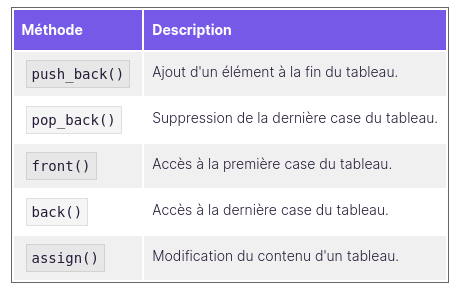 Méthode Description
push_back() Ajout d'un élément à la fin du tableau.
pop_back() Suppression de la dernière case du tableau.
front() Accès à la première case du tableau.
back() Accès à la dernière case du tableau.
assign() Modification du contenu d'un tableau.